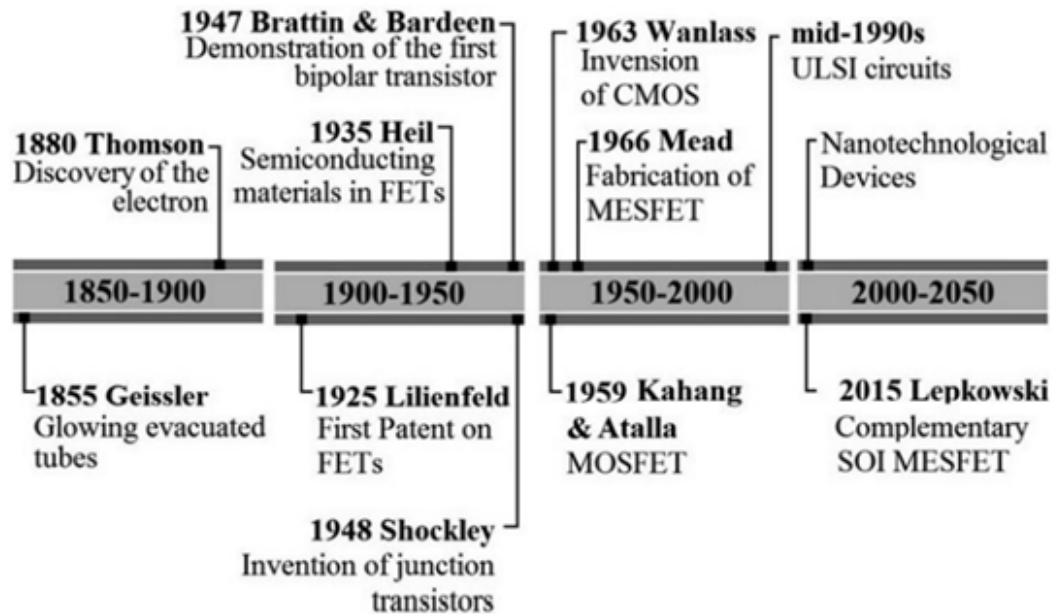 1947 Brattin & Bardeen
Demonstration of the first
bipolar transistor
1963 Wanlass
Invension
of CMOS
mid-1990s
ULSI circuits
1880 Thomson
Discovery of the
electron
1935 Heil
Semiconducting
materials in FETs
1966 Mead
Fabrication of
MESFET
Nanotechnological
Devices
1850-1900
1900-1950
1950-2000
2000-2050
1855 Geissler
Glowing evacuated
tubes
1925 Lilienfeld
First Patent on
FETs
1959 Kahang
& Atalla
MOSFET
2015 Lepkowski
Complementary
SOI MESFET
1948 Shockley
Invention of junction
transistors